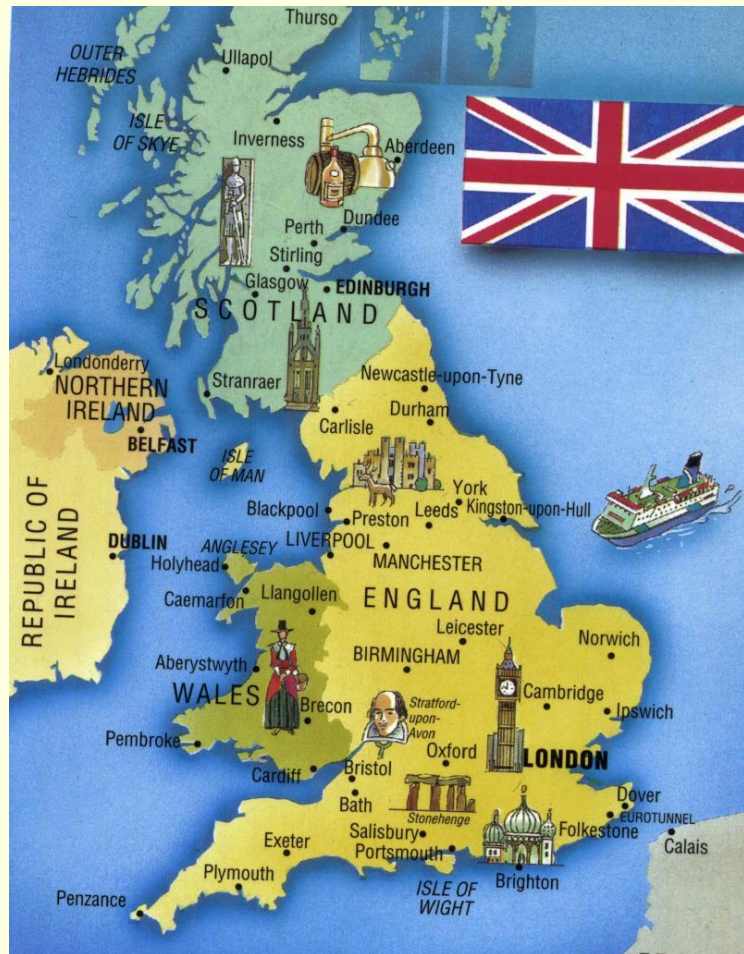 Thurso
OUTER
HEBRIDES
Ullapol
ISLE
OF SKYE
Inverness
Aberdeen
Dundee
Perth
Stirling
Glasgow
EDINBURGH
SCOTLAND
Londonderry
NORTHERN
IRELAND
Stranraer
Newcastle-upon-Tyne
Durham
Carlisle
BELFAST
ISLE
OF MAN
York
Blackpool
Preston
Leeds
Kingston-upon-Hull
REPUBLIC OF
IRELAND
DUBLIN
ANGLESEY
LIVERPOOL
Holyhead
MANCHESTER
Caemarfon
Llangollen
ENGLAND
Leicester
Norwich
Aberystwyth
BIRMINGHAM
WALES
Brecon
Stratford-
upon-
Avon
Cambridge
Ipswich
Pembroke
Oxford
LONDON
Cardiff
Bristol
Bath
Stonehenge
Dover
EUROTUNNEL
Folkestone
Calais
Salisbury
Portsmouth
Exeter
Plymouth
Brighton
ISLE OF
WIGHT
Penzance